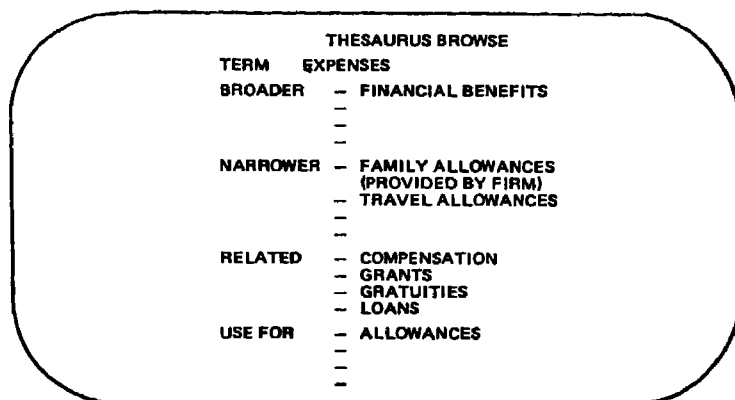 THESAURUS BROWSE
TERM EXPENSES
BROADER – FINANCIAL BENEFITS
–
–
–
NARROWER – FAMILY ALLOWANCES
(PROVIDED BY FIRM)
– TRAVEL ALLOWANCES
–
–
RELATED – COMPENSATION
– GRANTS
– GRATUITIES
– LOANS
USE FOR – ALLOWANCES
–
–
–